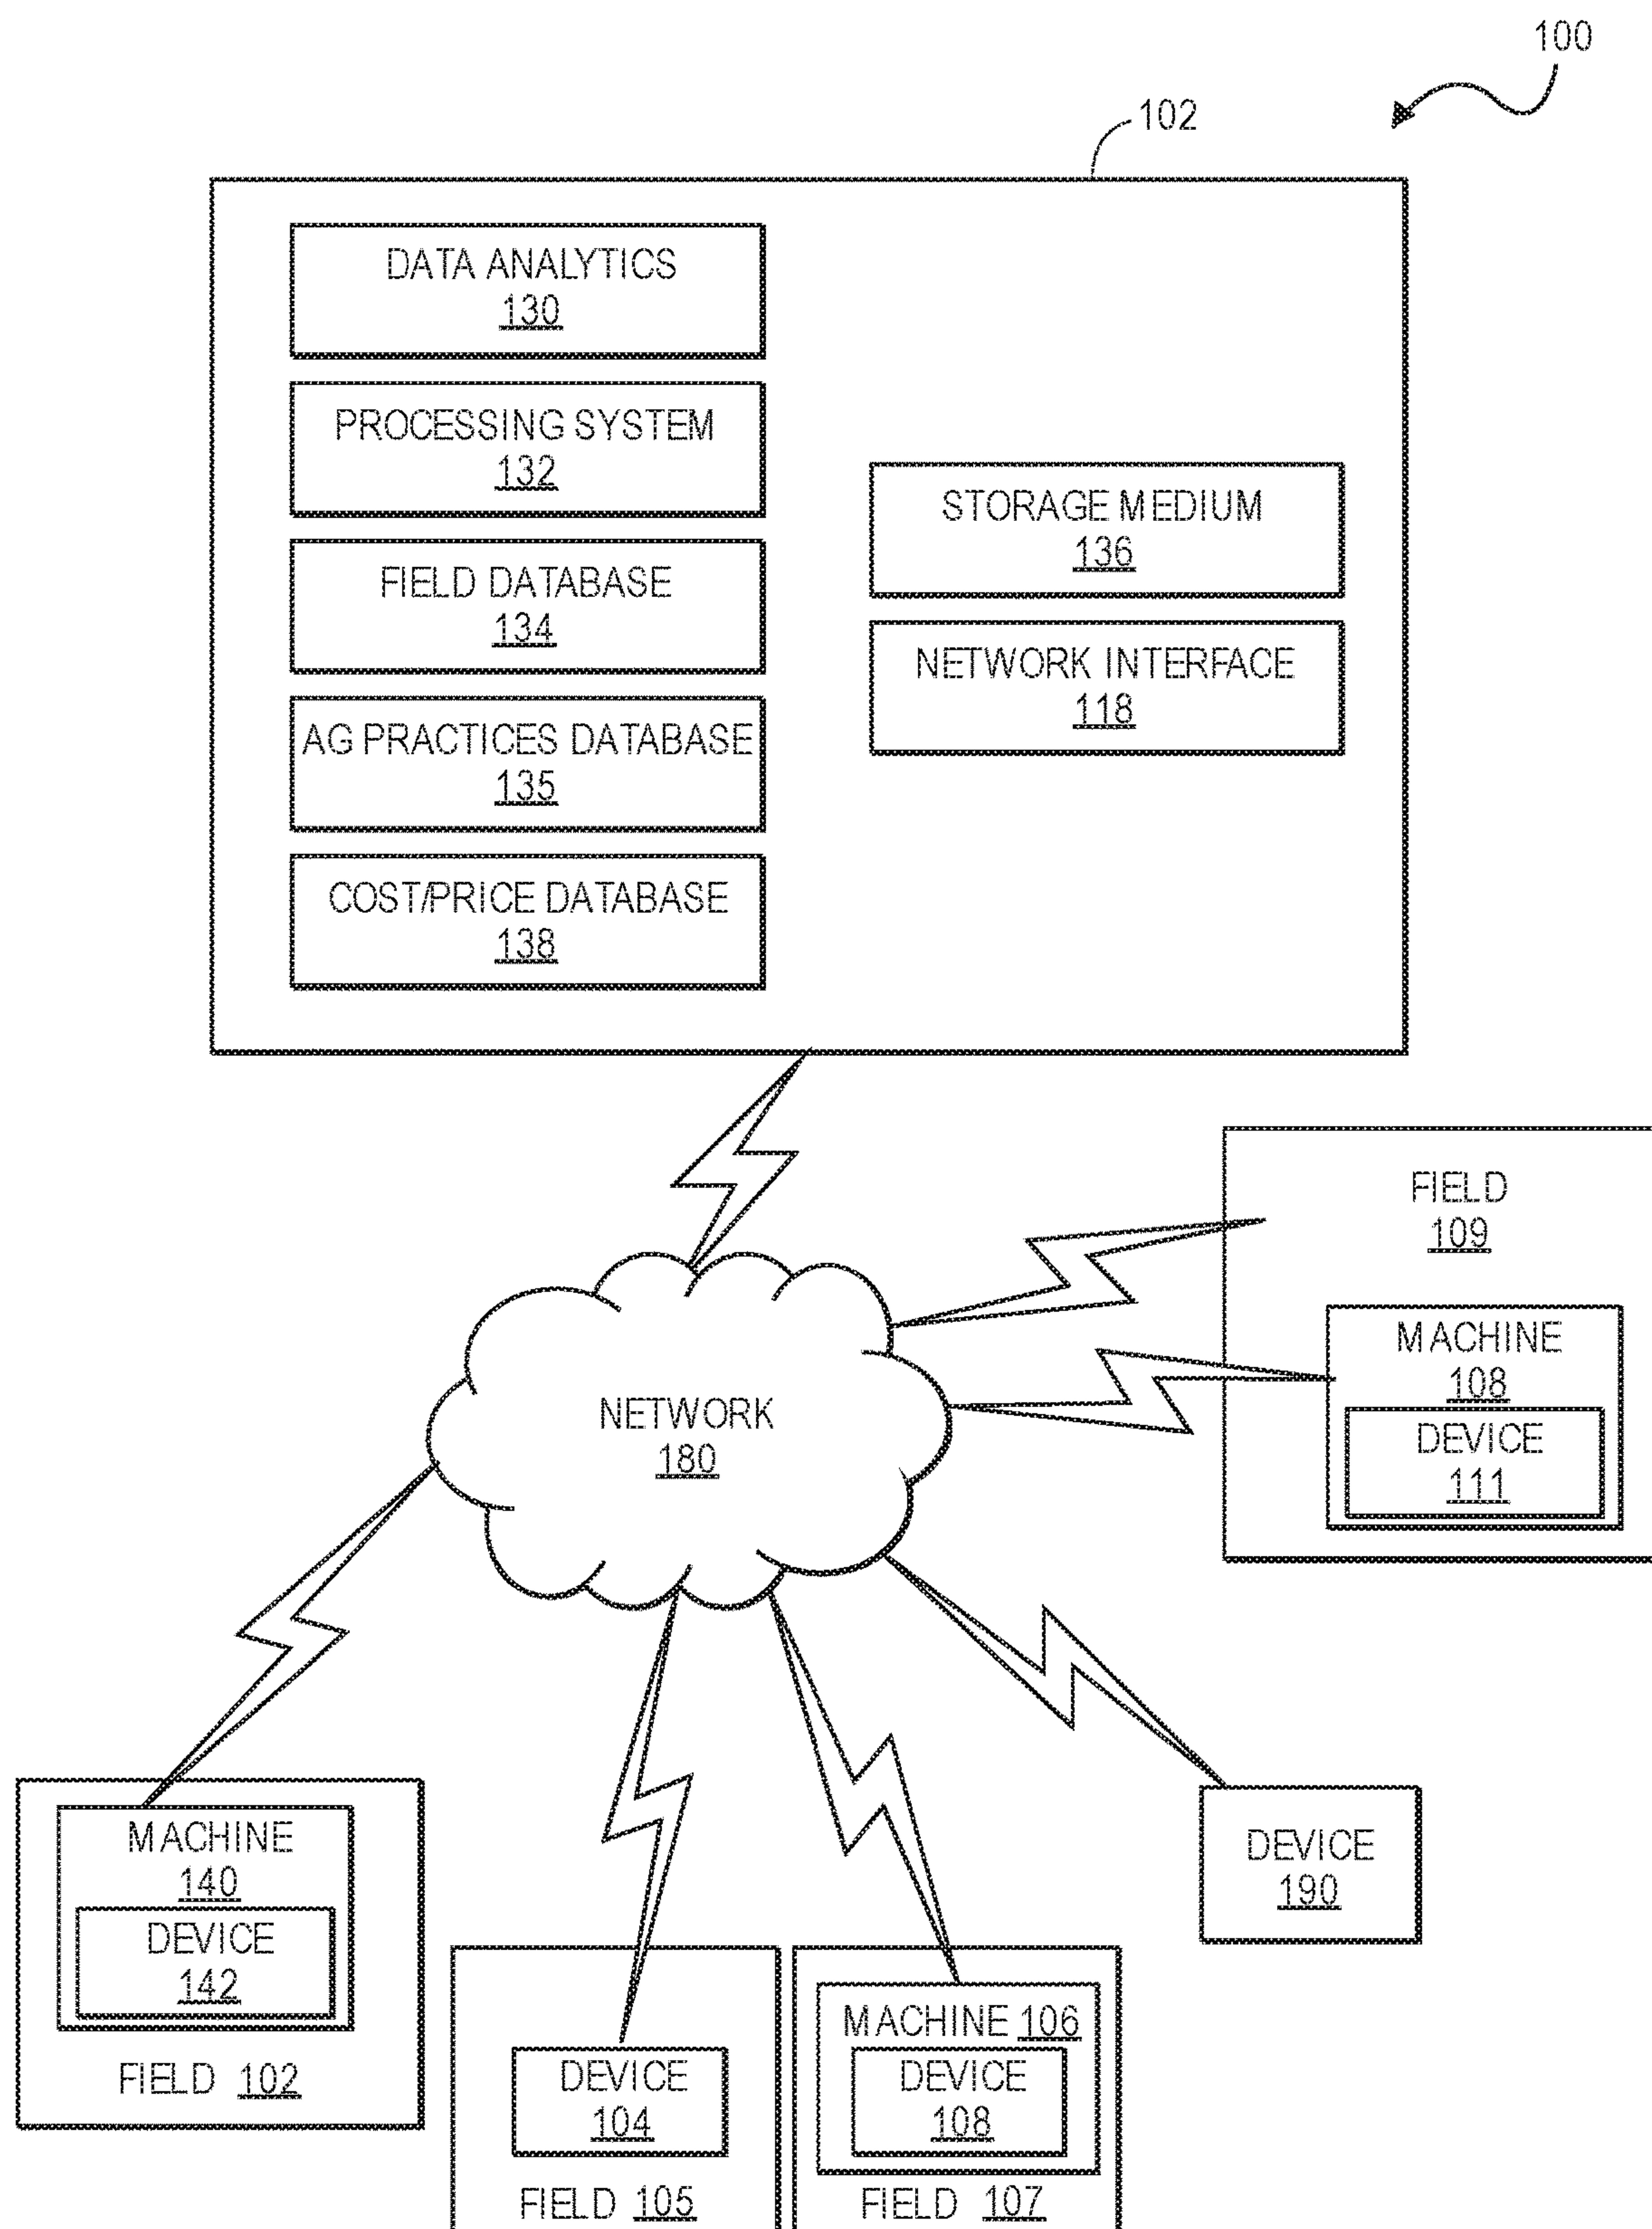 100
102
DATA ANALYTICS
130
PROCESSING SYSTEM
132
FIELD DATABASE
134
AG PRACTICES DATABASE
135
COST/PRICE DATABASE
138
STORAGE MEDIUM
136
NETWORK INTERFACE
118
FIELD
109
MACHINE
108
DEVICE
111
NETWORK
180
DEVICE
190
MACHINE
140
DEVICE
142
FIELD 102
DEVICE
104
FIELD 105
MACHINE 106
DEVICE
108
FIELD 107